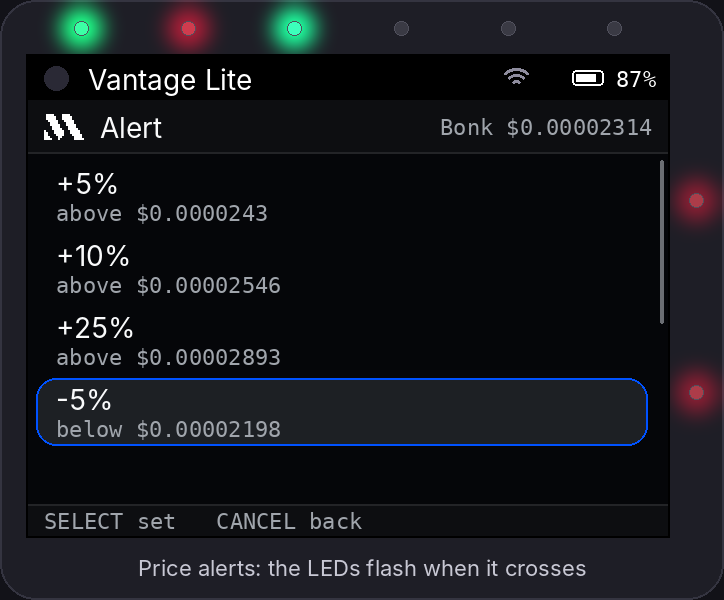 Vantage Lite
87%
Alert
Bonk $0.00002314
+5%
above $0.0000243
+10%
above $0.00002546
+25%
above $0.00002893
-5%
below $0.00002198
SELECT set CANCEL back
Price alerts: the LEDs flash when it crosses